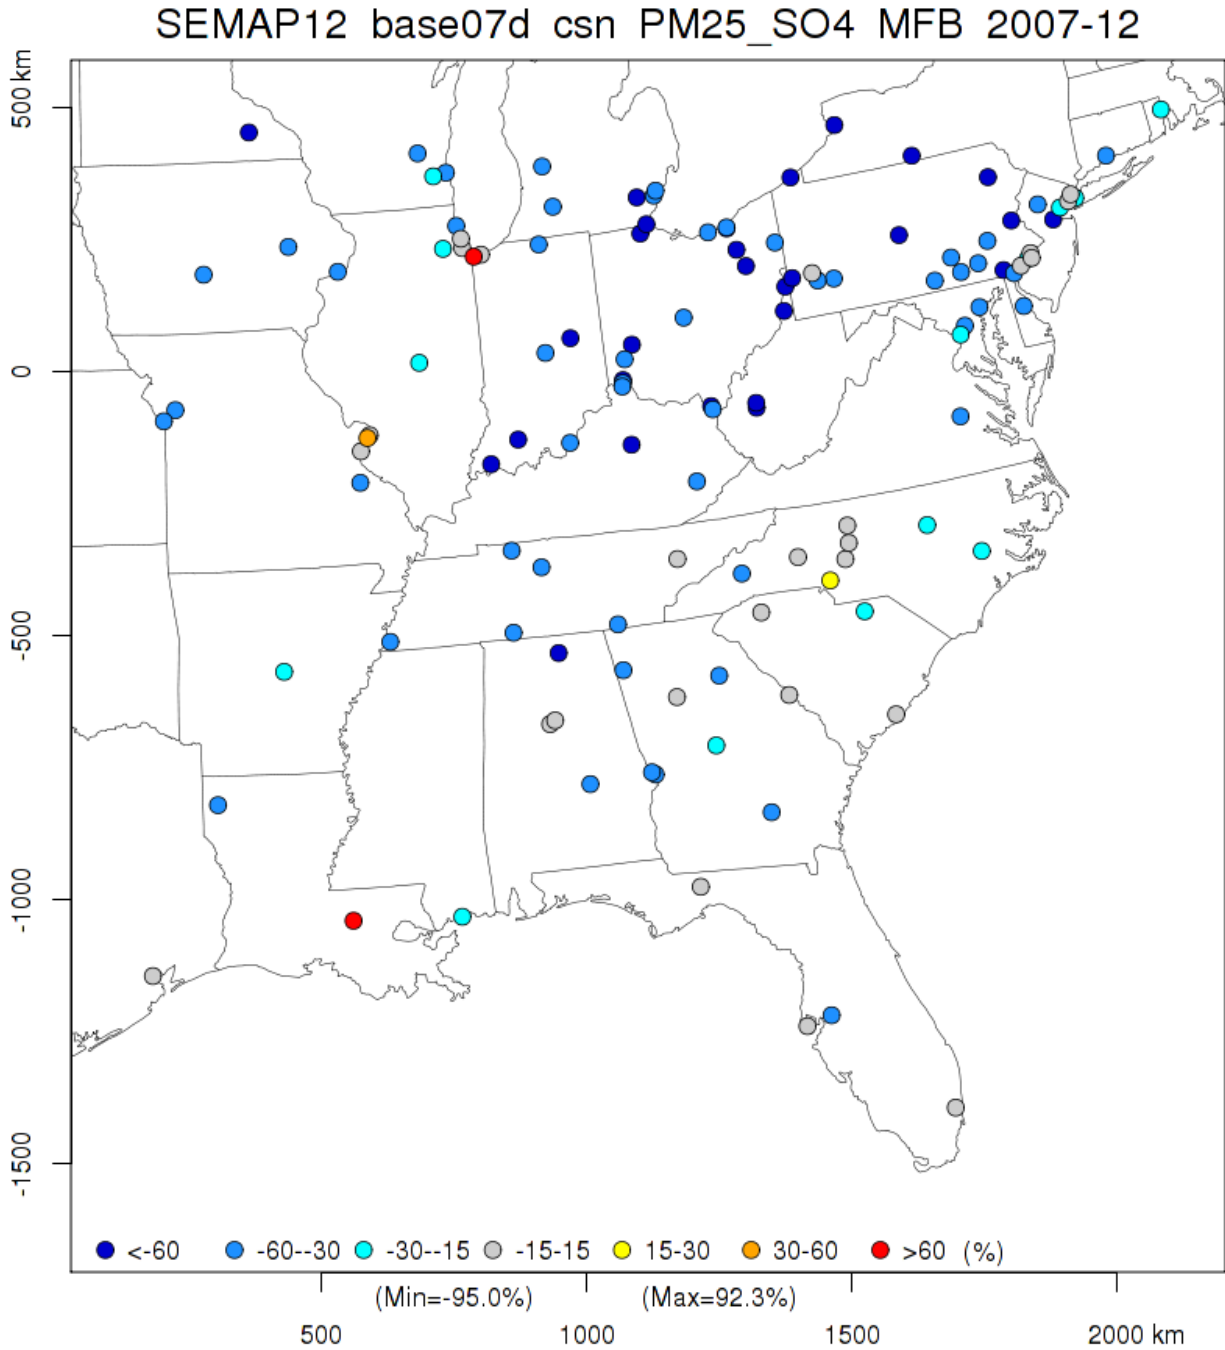 SEMAP12 base07d csn PM25_SO4 MFB 2007-12
500 km
0
-500
-1000
-1500
<-60 -60--30 -30--15 -15-15 15-30 30-60 >60 (%)
(Min=-95.0%) (Max=92.3%)
500 1000 1500 2000 km